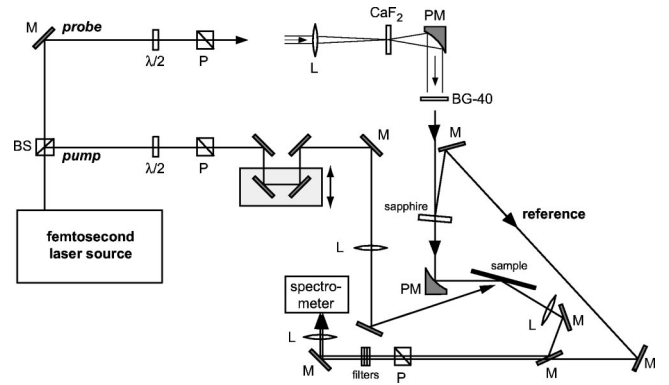 M
probe
λ/2
P
L
CaF2
PM
BG-40
BS
pump
λ/2
P
M
M
sapphire
reference
femtosecond
laser source
L
sample
spectro-
meter
PM
L
M
L
M
filters
P
M
M